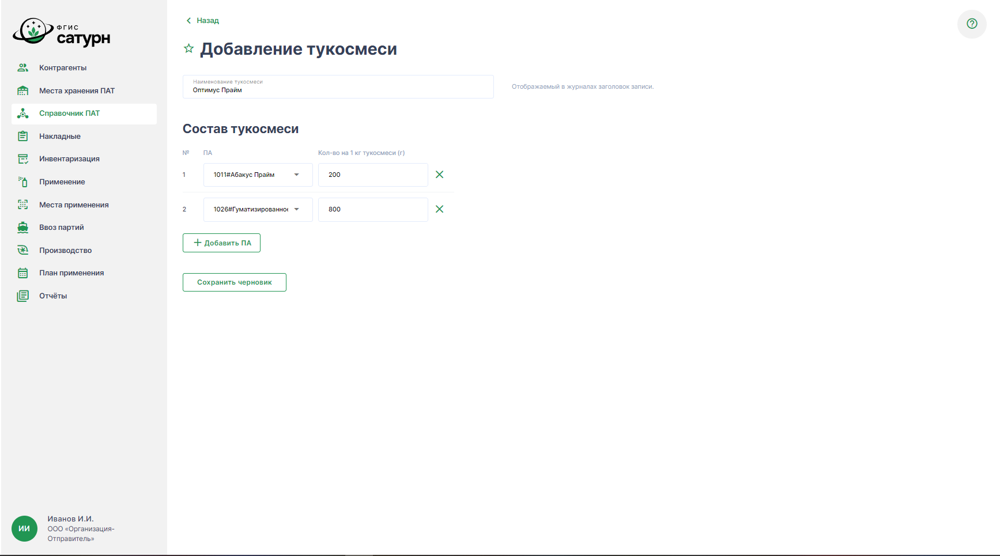 ФГИС
сатурн
Контрагенты
Места хранения ПАТ
Справочник ПАТ
Накладные
Инвентаризация
Применение
Места применения
Ввоз партий
Производство
План применения
Отчёты
ИИ
Иванов И.И.
ООО «Организация-
Отправитель»
Назад
Добавление тукосмеси
Наименование тукосмеси
Оптимус Прайм
Отображаемый в журналах заголовок записи.
Состав тукосмеси
№ ПА Кол-во на 1 кг тукосмеси (г)
1 1011#Абакус Прайм 200
2 1026#Гуматизированно 800
Добавить ПА
Сохранить черновик